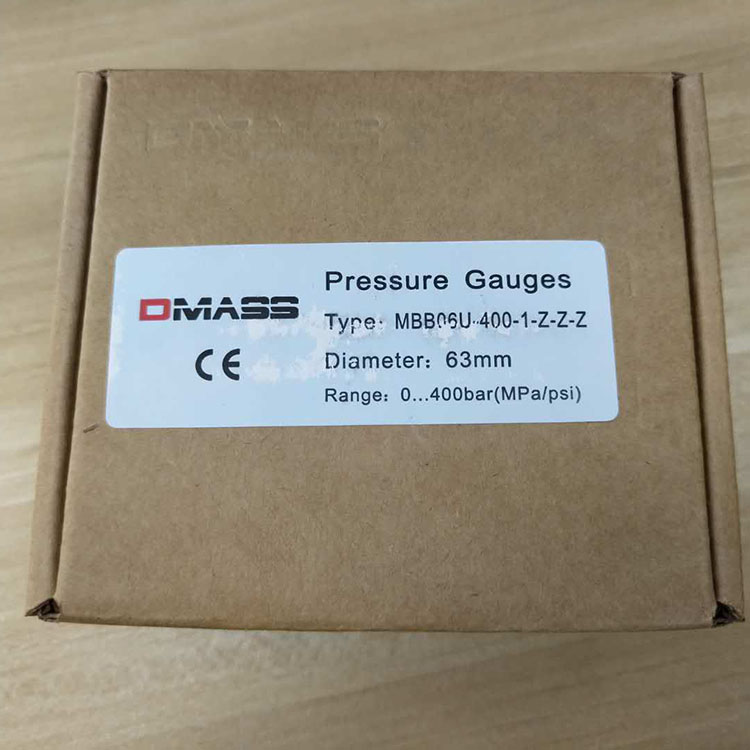 DMASS
CE
Pressure Gauges
Type: MBB06U-400-1-Z-Z-Z
Diameter: 63mm
Range: 0...400bar(MPa/psi)